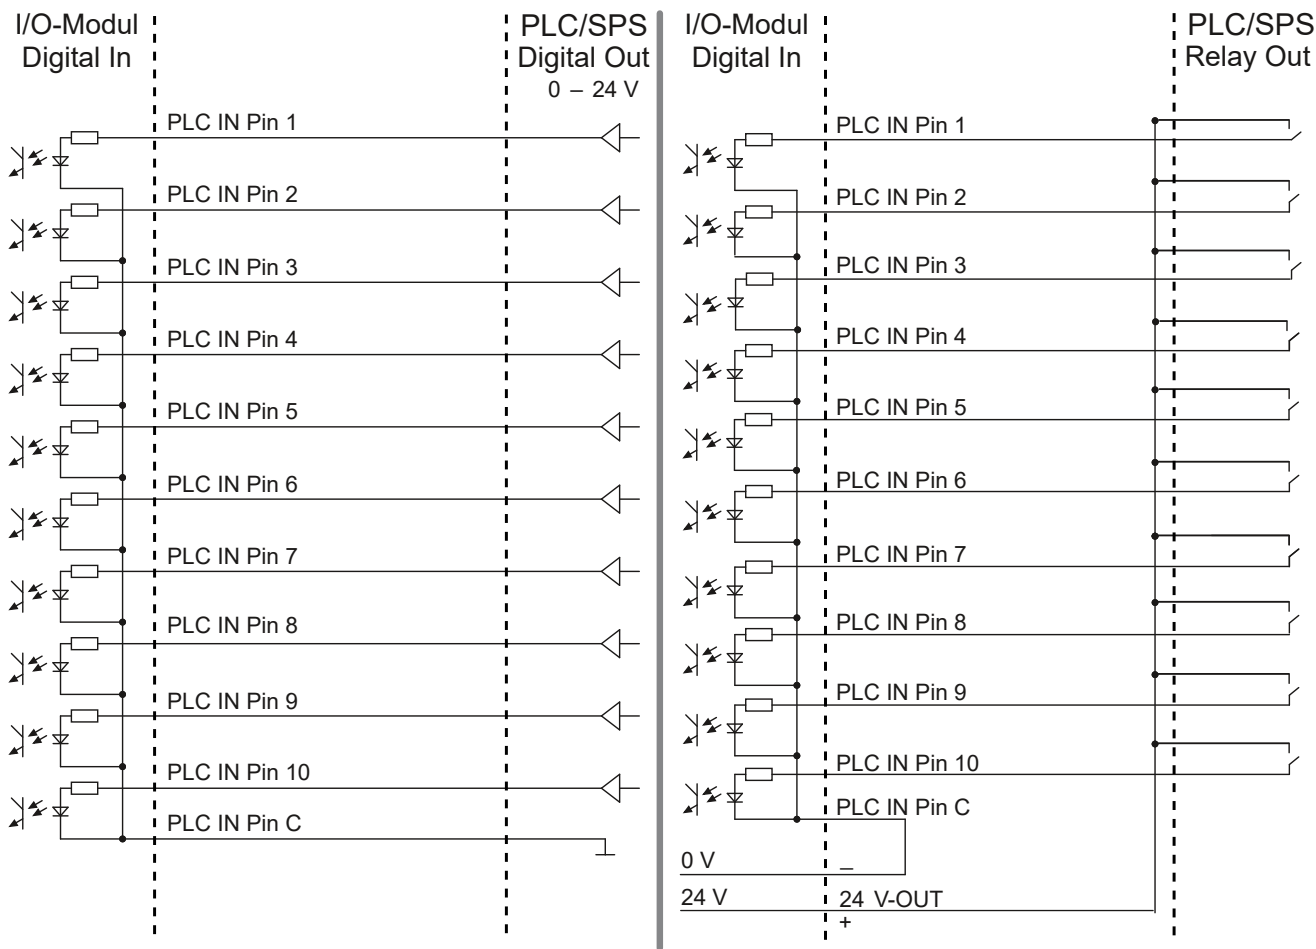 I/O-Modul
Digital In
PLC/SPS
Digital Out
0 – 24 V
PLC IN Pin 1
PLC IN Pin 2
PLC IN Pin 3
PLC IN Pin 4
PLC IN Pin 5
PLC IN Pin 6
PLC IN Pin 7
PLC IN Pin 8
PLC IN Pin 9
PLC IN Pin 10
PLC IN Pin C
I/O-Modul
Digital In
PLC/SPS
Relay Out
PLC IN Pin 1
PLC IN Pin 2
PLC IN Pin 3
PLC IN Pin 4
PLC IN Pin 5
PLC IN Pin 6
PLC IN Pin 7
PLC IN Pin 8
PLC IN Pin 9
PLC IN Pin 10
PLC IN Pin C
0 V
–
24 V
24 V-OUT
+